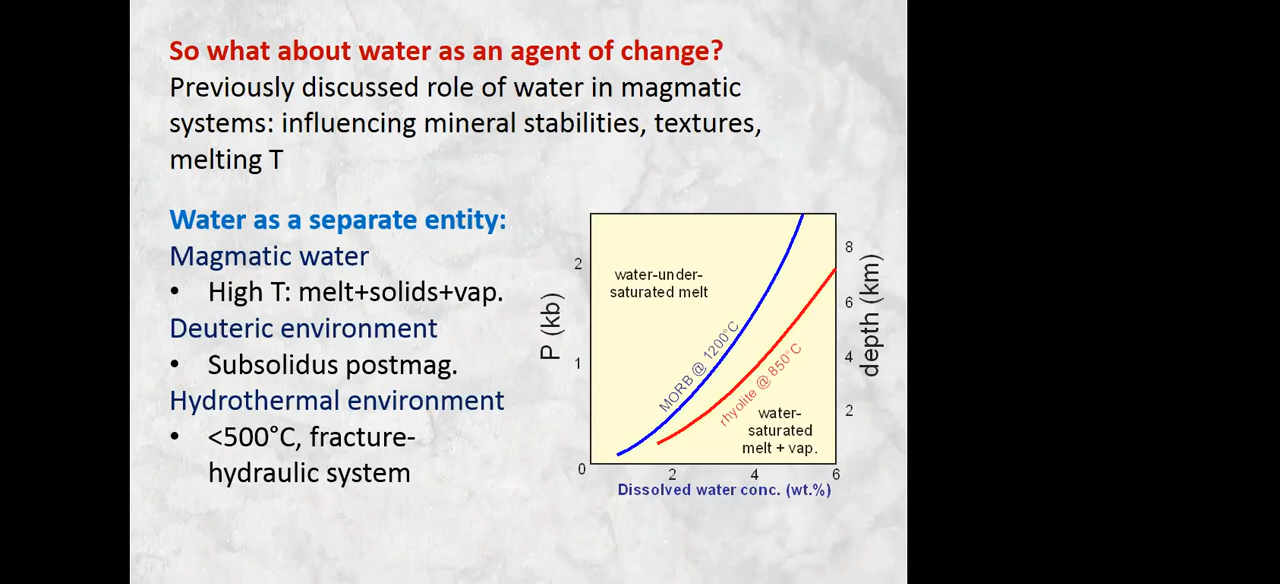 So what about water as an agent of change?
Previously discussed role of water in magmatic
systems: influencing mineral stabilities, textures,
melting T
Water as a separate entity:
Magmatic water
• High T: melt+solids+vap.
Deuteric environment
• Subsolidus postmag.
Hydrothermal environment
• <500°C, fracture-
hydraulic system
P (kb)
2
1
0
water-under-
saturated melt
MORB @ 1200°C
rhyolite @ 850°C
water-
saturated
melt + vap.
8
6
4
2
depth (km)
2 4 6
Dissolved water conc. (wt.%)